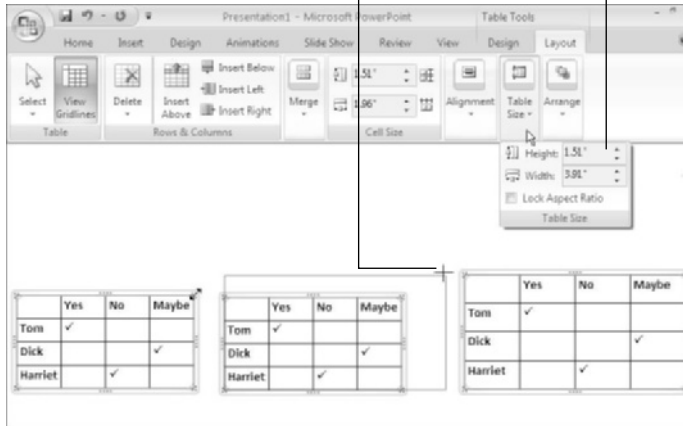 Presentation1 - Microsoft PowerPoint
Table Tools
Home Insert Design Animations Slide Show Review View Design Layout
Select
View Gridlines
Table
Delete
Insert Above
Insert Below
Insert Left
Insert Right
Rows & Columns
Merge
1.51"
1.96"
Cell Size
Alignment
Table Size
Arrange
Height: 1.51"
Width: 3.91"
Lock Aspect Ratio
Table Size
Yes No Maybe
Tom ✓
Dick ✓
Harriet ✓
Yes No Maybe
Tom ✓
Dick ✓
Harriet ✓
Yes No Maybe
Tom ✓
Dick ✓
Harriet ✓